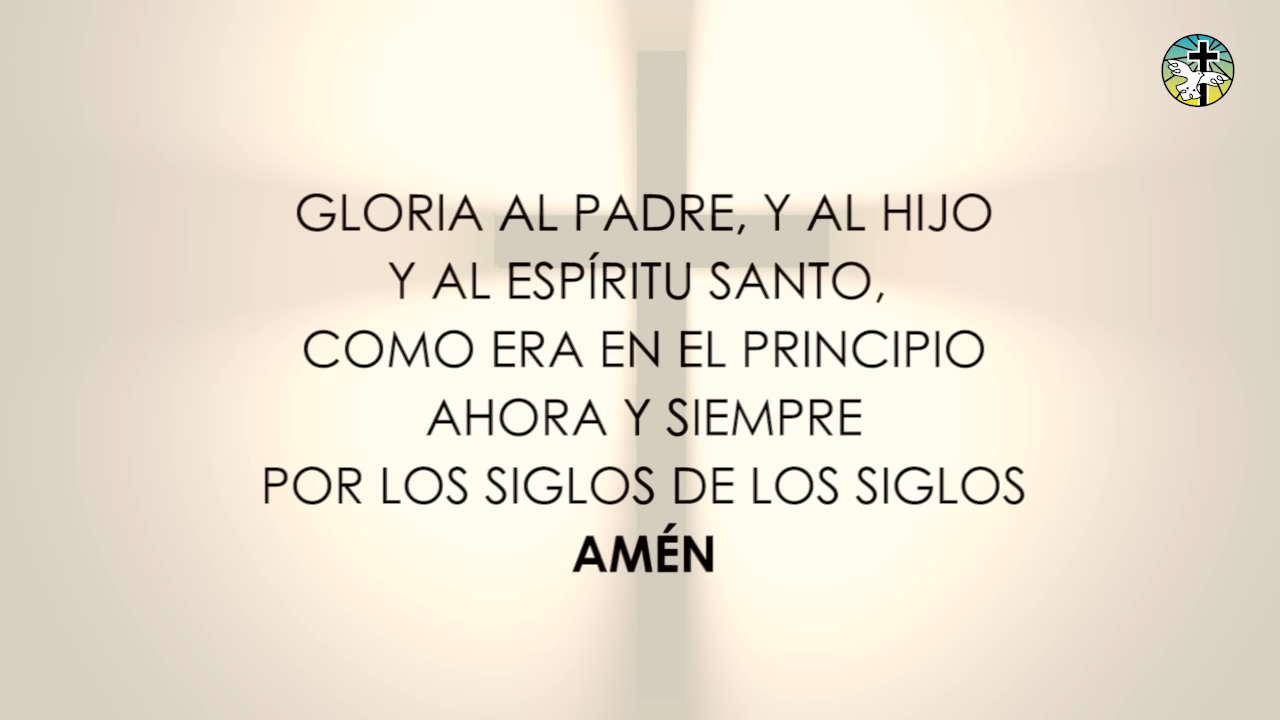 GLORIA AL PADRE, Y AL HIJO
Y AL ESPÍRITU SANTO,
COMO ERA EN EL PRINCIPIO
AHORA Y SIEMPRE
POR LOS SIGLOS DE LOS SIGLOS
AMÉN